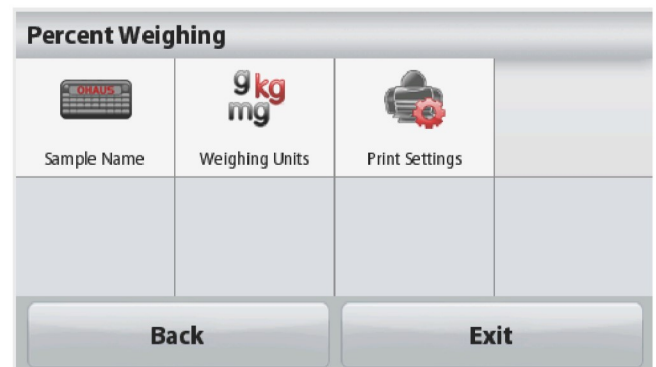 Percent Weighing
OHAUS
g kg
mg
Sample Name
Weighing Units
Print Settings
Back
Exit